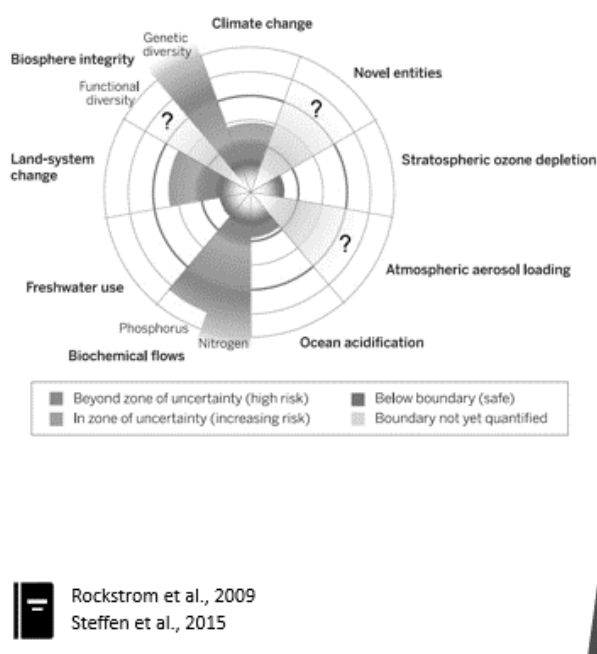 Climate change
Genetic
diversity
Biosphere integrity
Functional
diversity
Novel entities
?
?
Land-system
change
Stratospheric ozone depletion
?
Atmospheric aerosol loading
Freshwater use
Phosphorus
Nitrogen
Ocean acidification
Biochemical flows
Beyond zone of uncertainty (high risk)
Below boundary (safe)
In zone of uncertainty (increasing risk)
Boundary not yet quantified
Rockstrom et al., 2009
Steffen et al., 2015